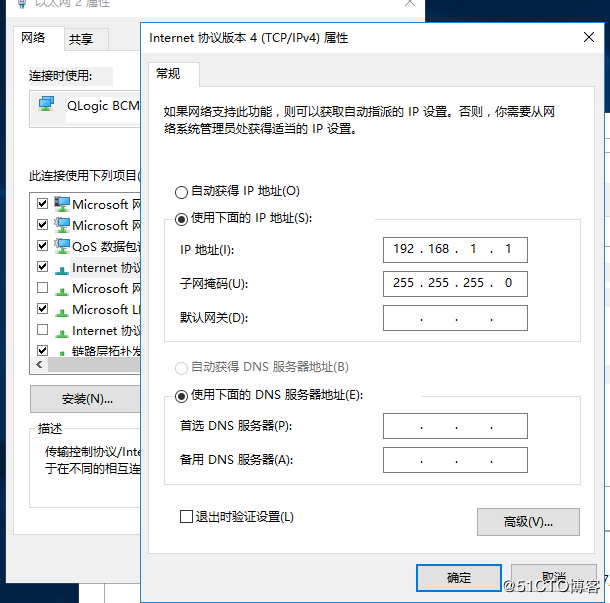 以太网 2 属性
网络
共享
连接时使用:
QLogic BCM
此连接使用下列项目(
Microsoft 网
Microsoft 网
QoS 数据包
Internet 协议
Microsoft 网
Microsoft LL
Internet 协议
链路层拓扑发
安装(N)...
描述
传输控制协议/Inte
于在不同的相互连
Internet 协议版本 4 (TCP/IPv4) 属性
常规
如果网络支持此功能，则可以获取自动指派的 IP 设置。否则，你需要从网
络系统管理员处获得适当的 IP 设置。
自动获得 IP 地址(O)
使用下面的 IP 地址(S):
IP 地址(I):
192 . 168 . 1 . 1
子网掩码(U):
255 . 255 . 255 . 0
默认网关(D):
. . .
自动获得 DNS 服务器地址(B)
使用下面的 DNS 服务器地址(E):
首选 DNS 服务器(P):
. . .
备用 DNS 服务器(A):
. . .
退出时验证设置(L)
高级(V)...
确定
取消
@51CTO博客